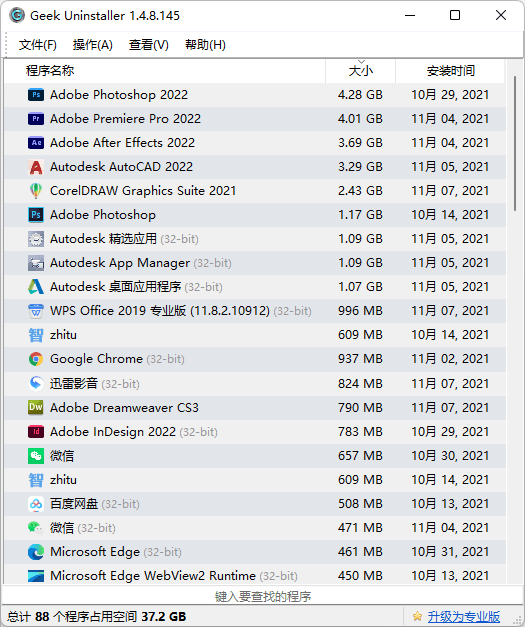 Geek Uninstaller 1.4.8.145
文件(F) 操作(A) 查看(V) 帮助(H)
程序名称 大小 安装时间
Ps Adobe Photoshop 2022 4.28 GB 10月 29, 2021
Pr Adobe Premiere Pro 2022 4.01 GB 11月 04, 2021
Ae Adobe After Effects 2022 3.69 GB 11月 04, 2021
Autodesk AutoCAD 2022 3.29 GB 11月 05, 2021
CorelDRAW Graphics Suite 2021 2.43 GB 11月 07, 2021
Ps Adobe Photoshop 1.17 GB 10月 14, 2021
Autodesk 精选应用 (32-bit) 1.09 GB 11月 05, 2021
Autodesk App Manager (32-bit) 1.09 GB 11月 05, 2021
Autodesk 桌面应用程序 (32-bit) 1.07 GB 11月 05, 2021
WPS Office 2019 专业版 (11.8.2.10912) (32-bit) 996 MB 11月 07, 2021
智 zhitu 609 MB 10月 14, 2021
Google Chrome (32-bit) 937 MB 11月 02, 2021
迅雷影音 (32-bit) 824 MB 11月 07, 2021
Dw Adobe Dreamweaver CS3 790 MB 11月 07, 2021
Id Adobe InDesign 2022 (32-bit) 783 MB 10月 29, 2021
微信 657 MB 10月 30, 2021
智 zhitu 609 MB 10月 14, 2021
百度网盘 (32-bit) 508 MB 10月 13, 2021
微信 (32-bit) 471 MB 11月 04, 2021
Microsoft Edge (32-bit) 461 MB 10月 31, 2021
Microsoft Edge WebView2 Runtime (32-bit) 450 MB 10月 13, 2021
键入要查找的程序
总计 88 个程序占用空间 37.2 GB 升级为专业版